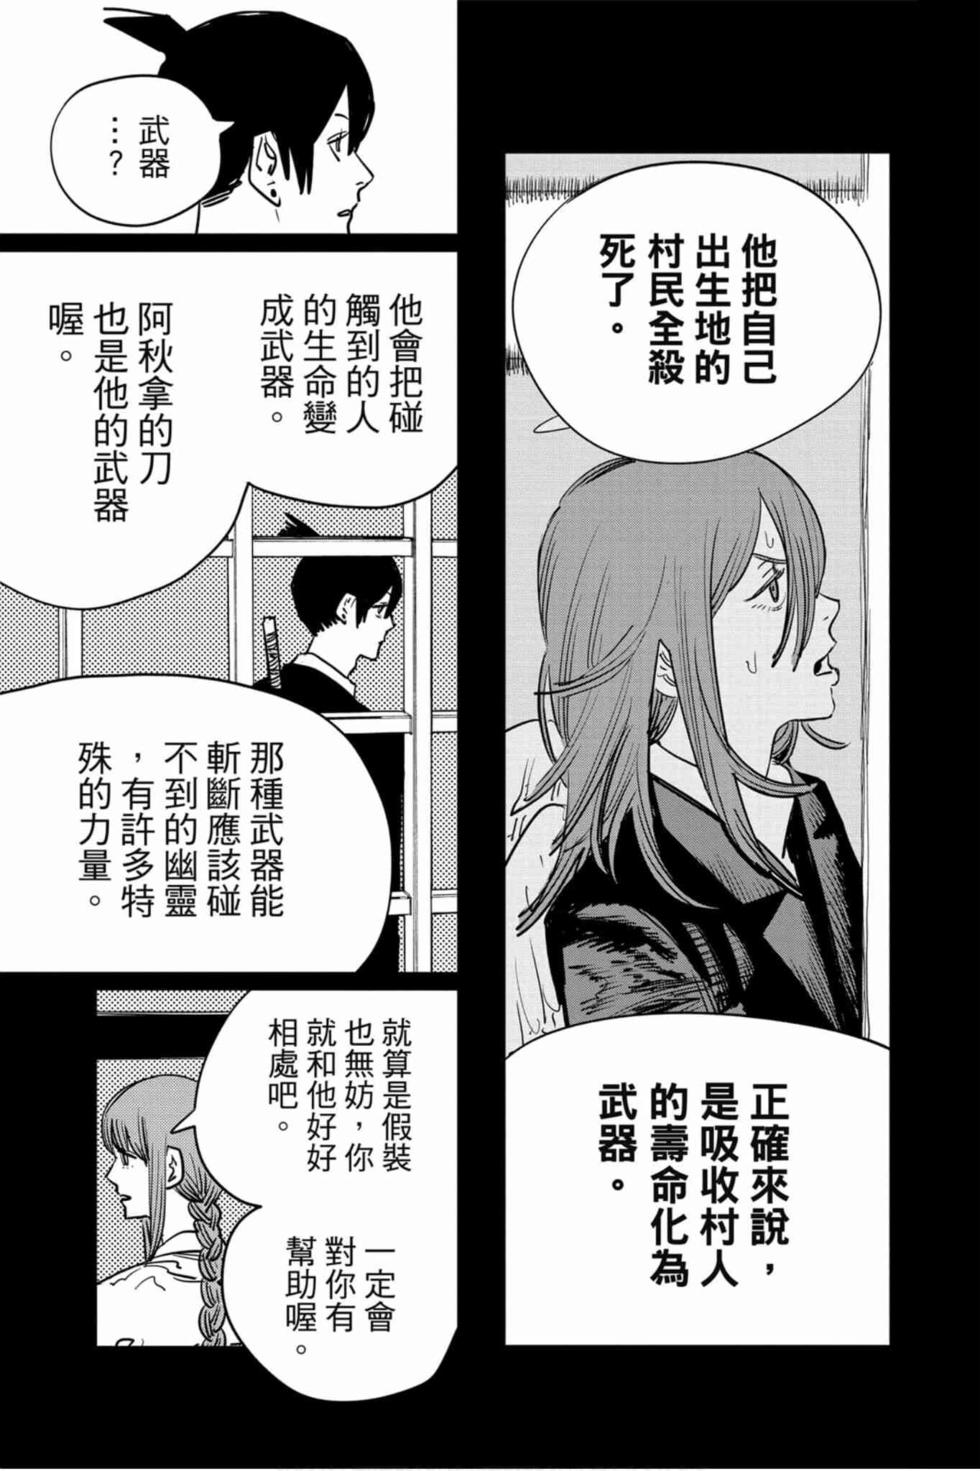 他把自己
出生地的
村民全殺
死了。
正確來說，
是吸收村人
的壽命化為
武器。
武器
…?
他會把碰
觸到的人
的生命變
成武器。
阿秋拿的刀
也是他的武器
喔。
那種武器能
斬斷應該碰
不到的幽靈
，有許多特
殊的力量。
就算是假裝
也無妨，你
就和他好好
相處吧。
一定會
對你有
幫助喔。